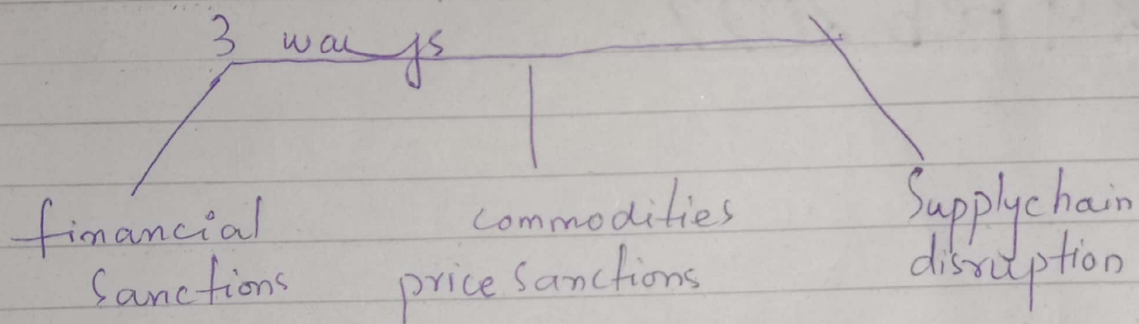 3 ways
financial
sanctions
commodities
price sanctions
Supplychain
disruption